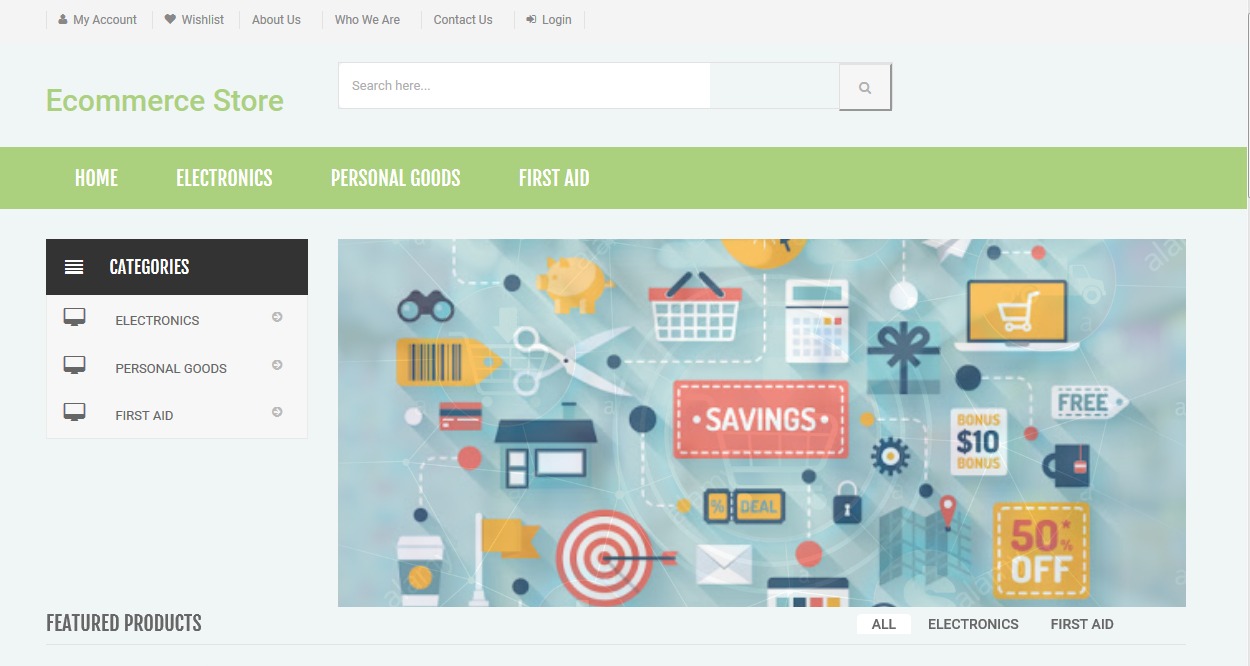 My Account Wishlist About Us Who We Are Contact Us Login
Ecommerce Store
Search here...
HOME ELECTRONICS PERSONAL GOODS FIRST AID
CATEGORIES
ELECTRONICS
PERSONAL GOODS
FIRST AID
FREE
SAVINGS
BONUS
$10
BONUS
% DEAL
50*%
OFF
FEATURED PRODUCTS
ALL ELECTRONICS FIRST AID